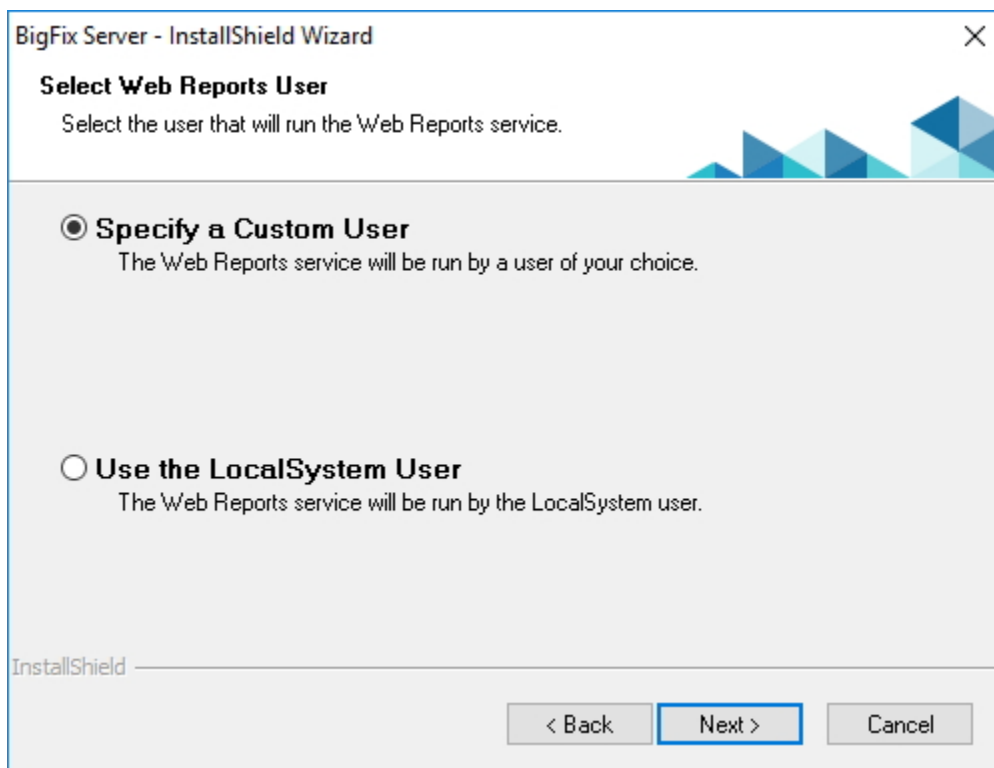 BigFix Server - InstallShield Wizard
Select Web Reports User
Select the user that will run the Web Reports service.
Specify a Custom User
The Web Reports service will be run by a user of your choice.
Use the LocalSystem User
The Web Reports service will be run by the LocalSystem user.
InstallShield
< Back Next > Cancel